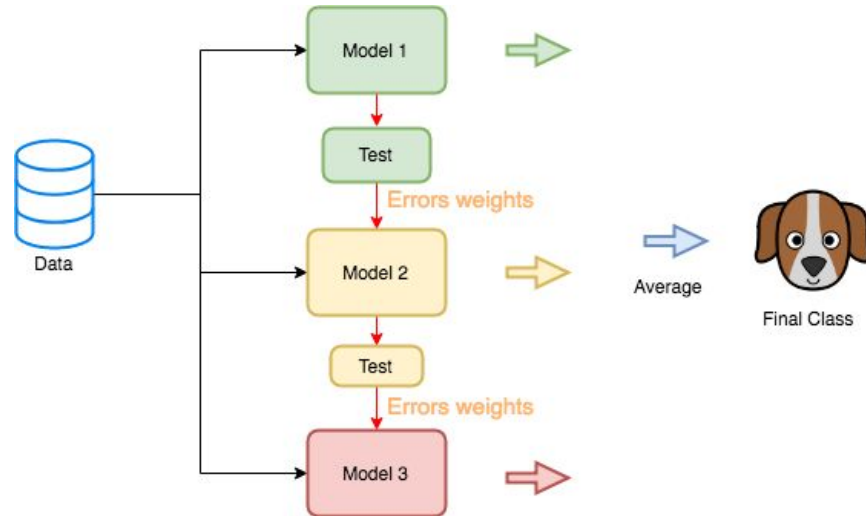 Model 1
Test
Errors weights
Data
Model 2
Average
Final Class
Test
Errors weights
Model 3